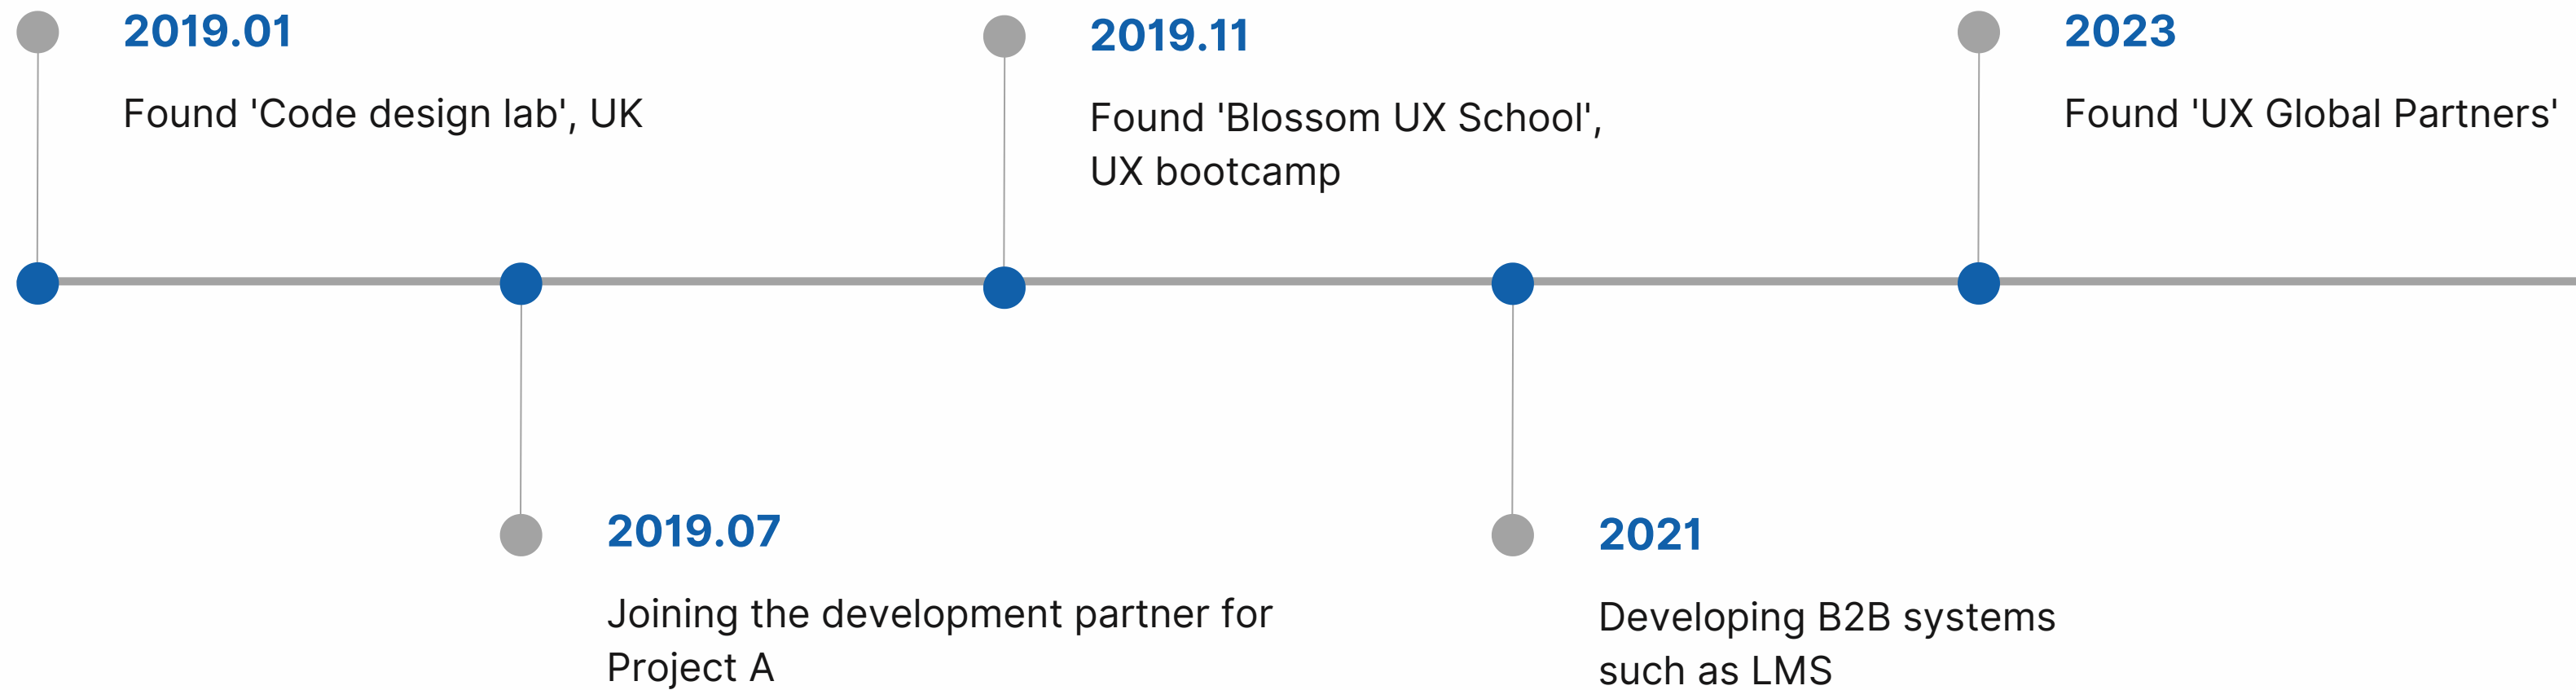 2019.01
Found 'Code design lab', UK
2019.11
Found 'Blossom UX School',
UX bootcamp
2023
Found 'UX Global Partners'
2019.07
Joining the development partner for
Project A
2021
Developing B2B systems
such as LMS